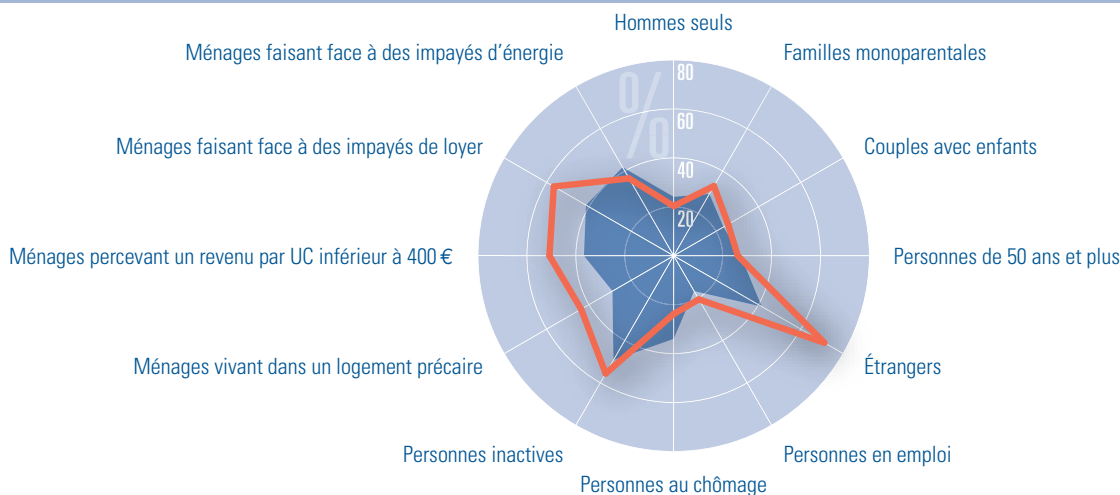 Hommes seuls
Ménages faisant face à des impayés d’énergie
Familles monoparentales
80
%
%
60
Ménages faisant face à des impayés de loyer
Couples avec enfants
40
20
Ménages percevant un revenu par UC inférieur à 400 €
Personnes de 50 ans et plus
Ménages vivant dans un logement précaire
Étrangers
Personnes inactives
Personnes en emploi
Personnes au chômage